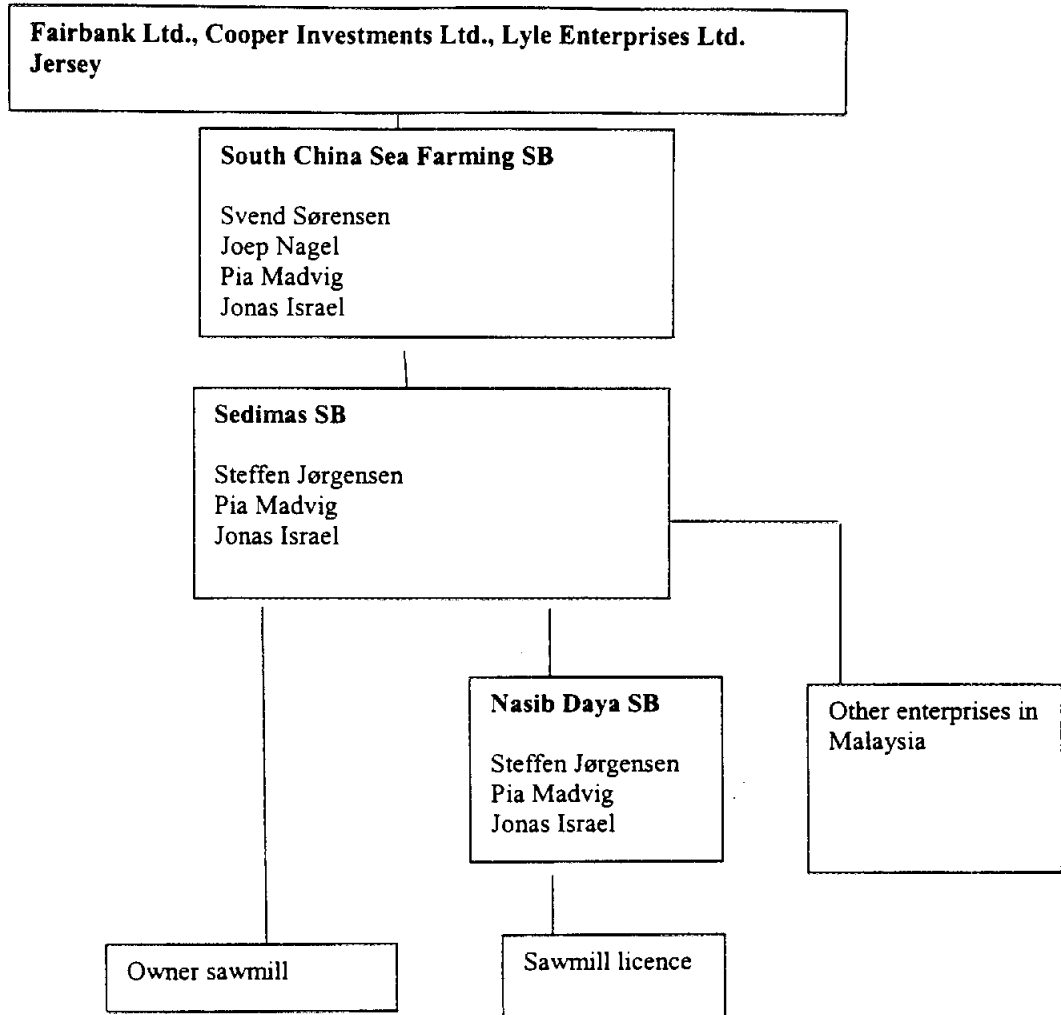 Fairbank Ltd., Cooper Investments Ltd., Lyle Enterprises Ltd.
Jersey
South China Sea Farming SB
Svend Sørensen
Joep Nagel
Pia Madvig
Jonas Israel
Sedimas SB
Steffen Jørgensen
Pia Madvig
Jonas Israel
Nasib Daya SB
Steffen Jørgensen
Pia Madvig
Jonas Israel
Other enterprises in
Malaysia
Owner sawmill
Sawmill licence